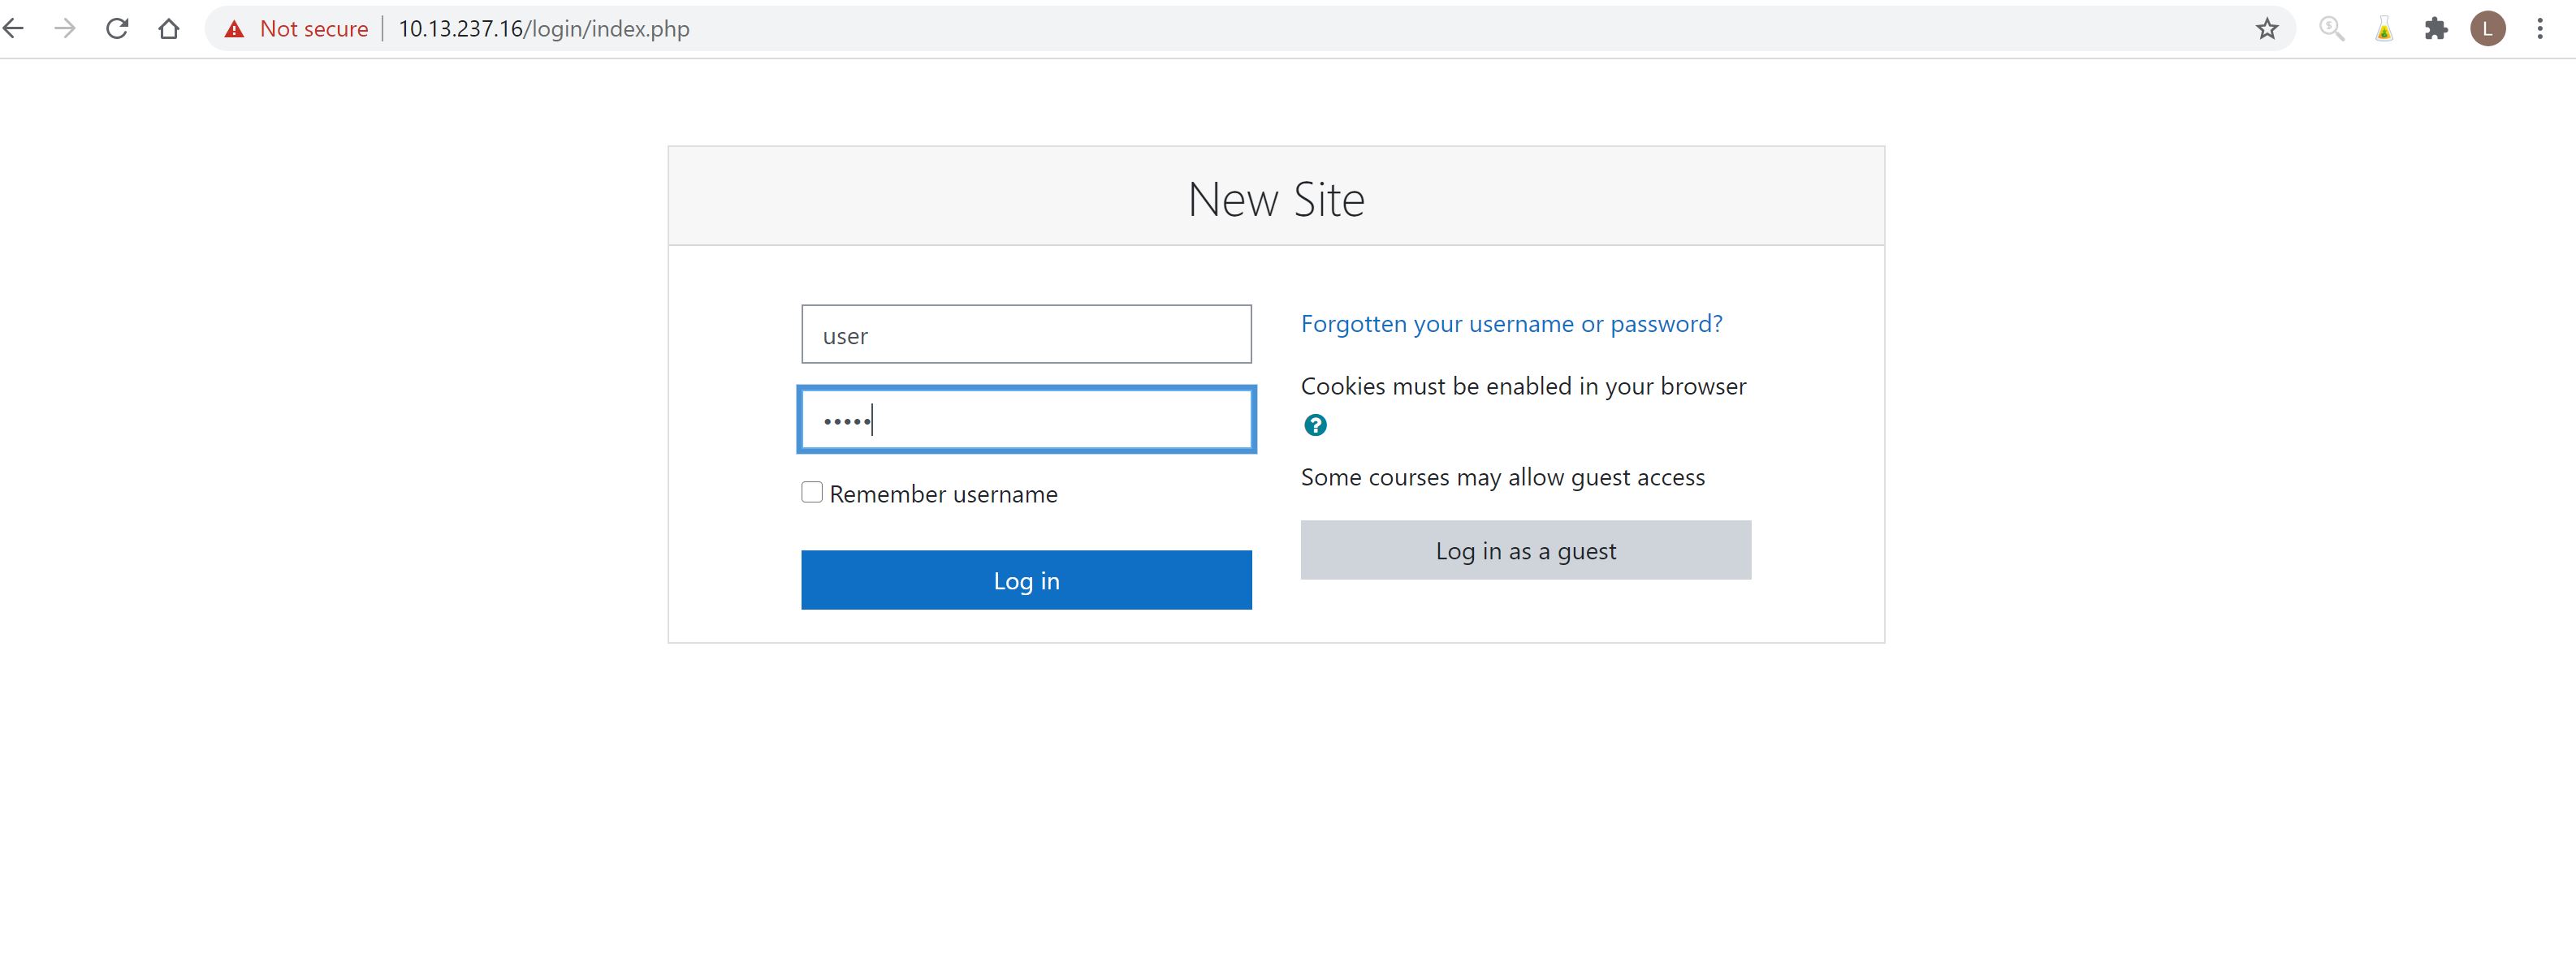 Not secure | 10.13.237.16/login/index.php
L
New Site
user
•••••
Remember username
Log in
Forgotten your username or password?
Cookies must be enabled in your browser
?
Some courses may allow guest access
Log in as a guest